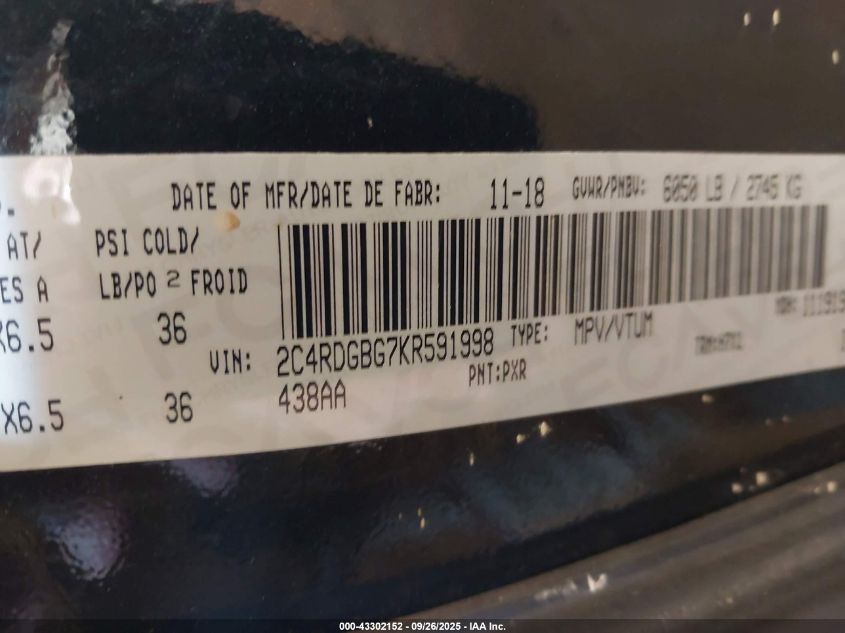 DATE OF MFR/DATE DE FABR: 11-18 GVWR/PNBV: 6050 LB / 2745 KG
AT/ PSI COLD/
ES A LB/PO 2 FROID
X6.5 36
VIN: 2C4RDGBG7KR591998 TYPE: MPV/VTUM
X6.5 36 438AA PNT:PXR
000-43302152 - 09/26/2025 - IAA Inc.